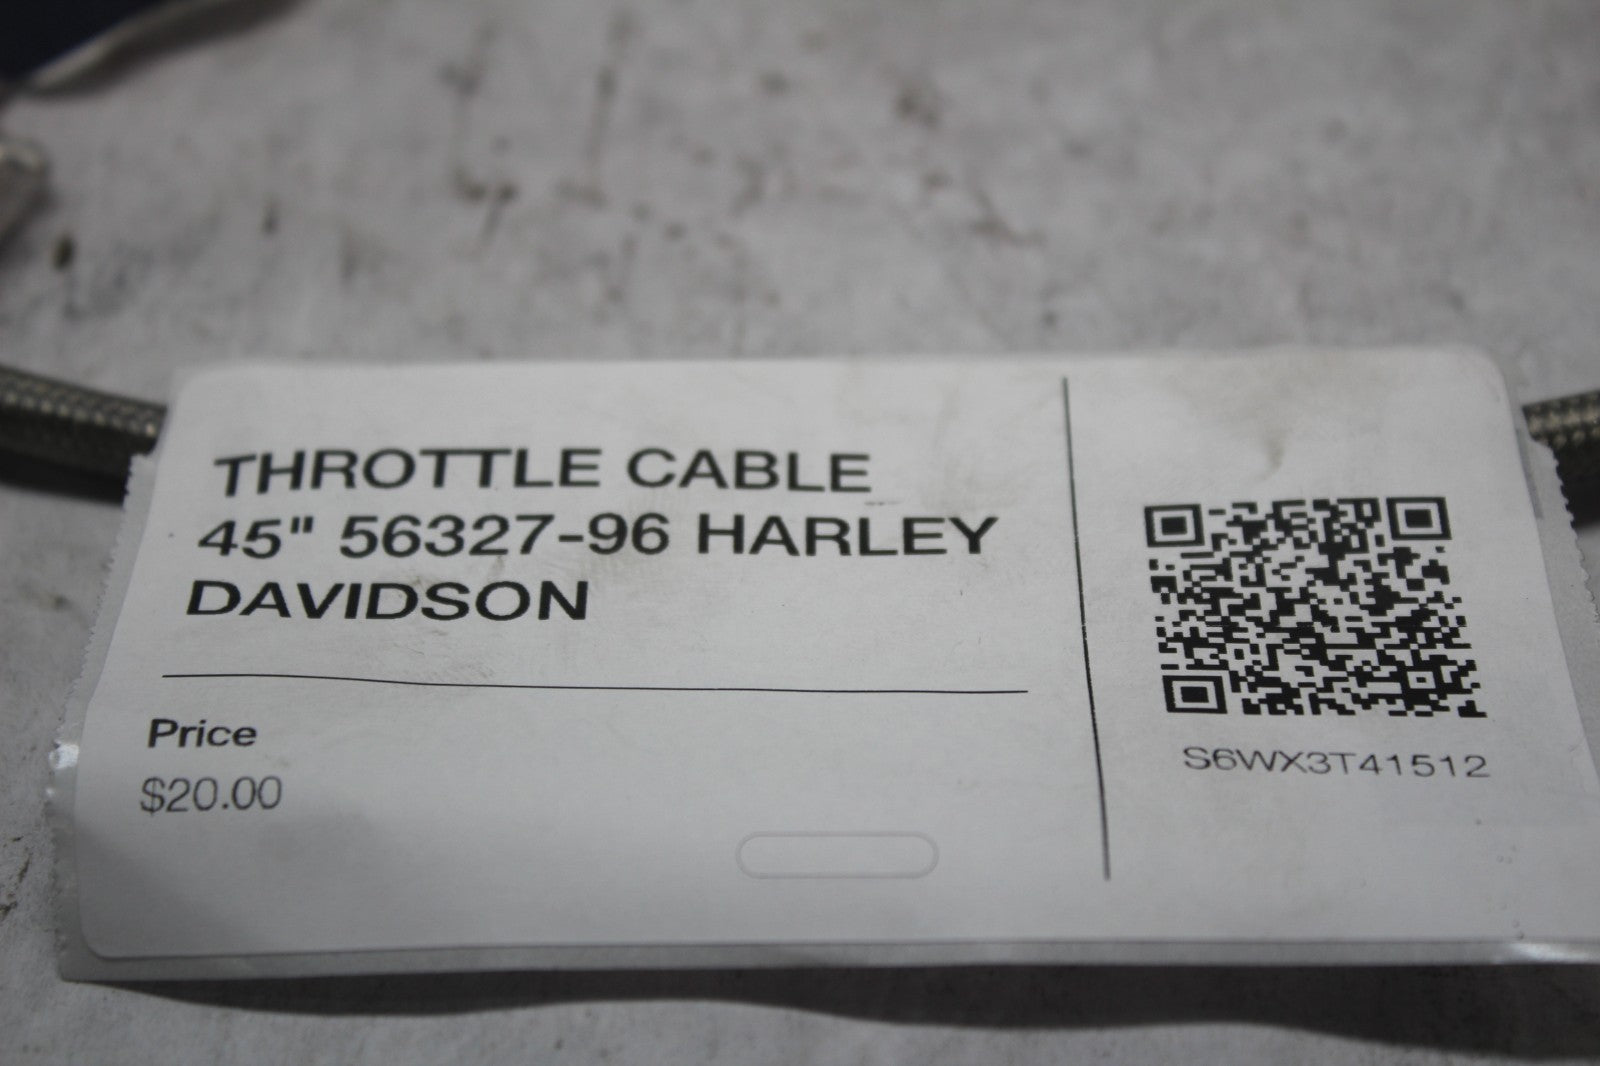 THROTTLE CABLE
45" 56327-96 HARLEY
DAVIDSON
Price
$20.00
S6WX3T41512